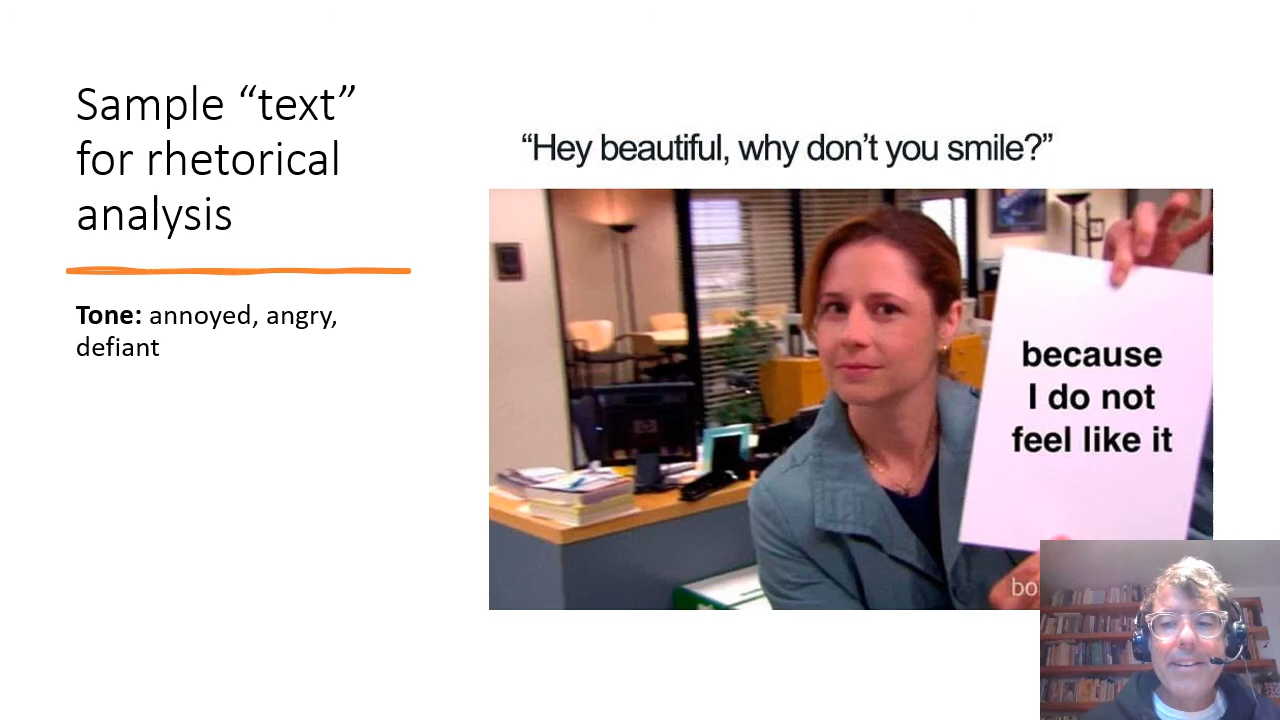 Sample “text”
for rhetorical
analysis
Tone: annoyed, angry,
defiant
“Hey beautiful, why don’t you smile?”
because
I do not
feel like it